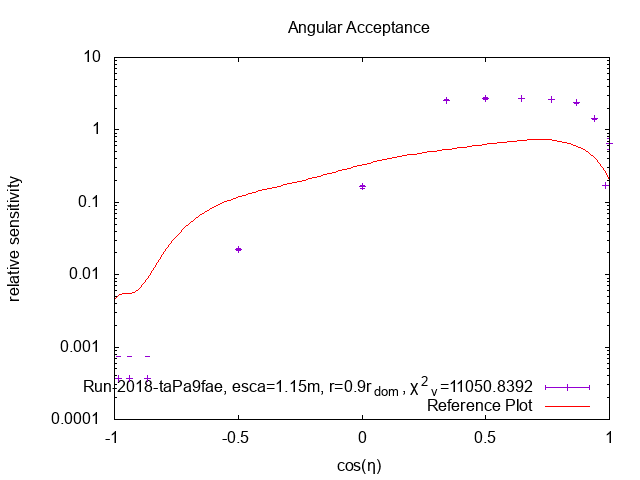 Angular Acceptance
relative sensitivity
10
1
0.1
0.01
0.001
0.0001
Run-2018-taPa9fae, esca=1.15m, r=0.9r_dom, χ²_ν=11050.8392
Reference Plot
-1 -0.5 0 0.5 1
cos(η)